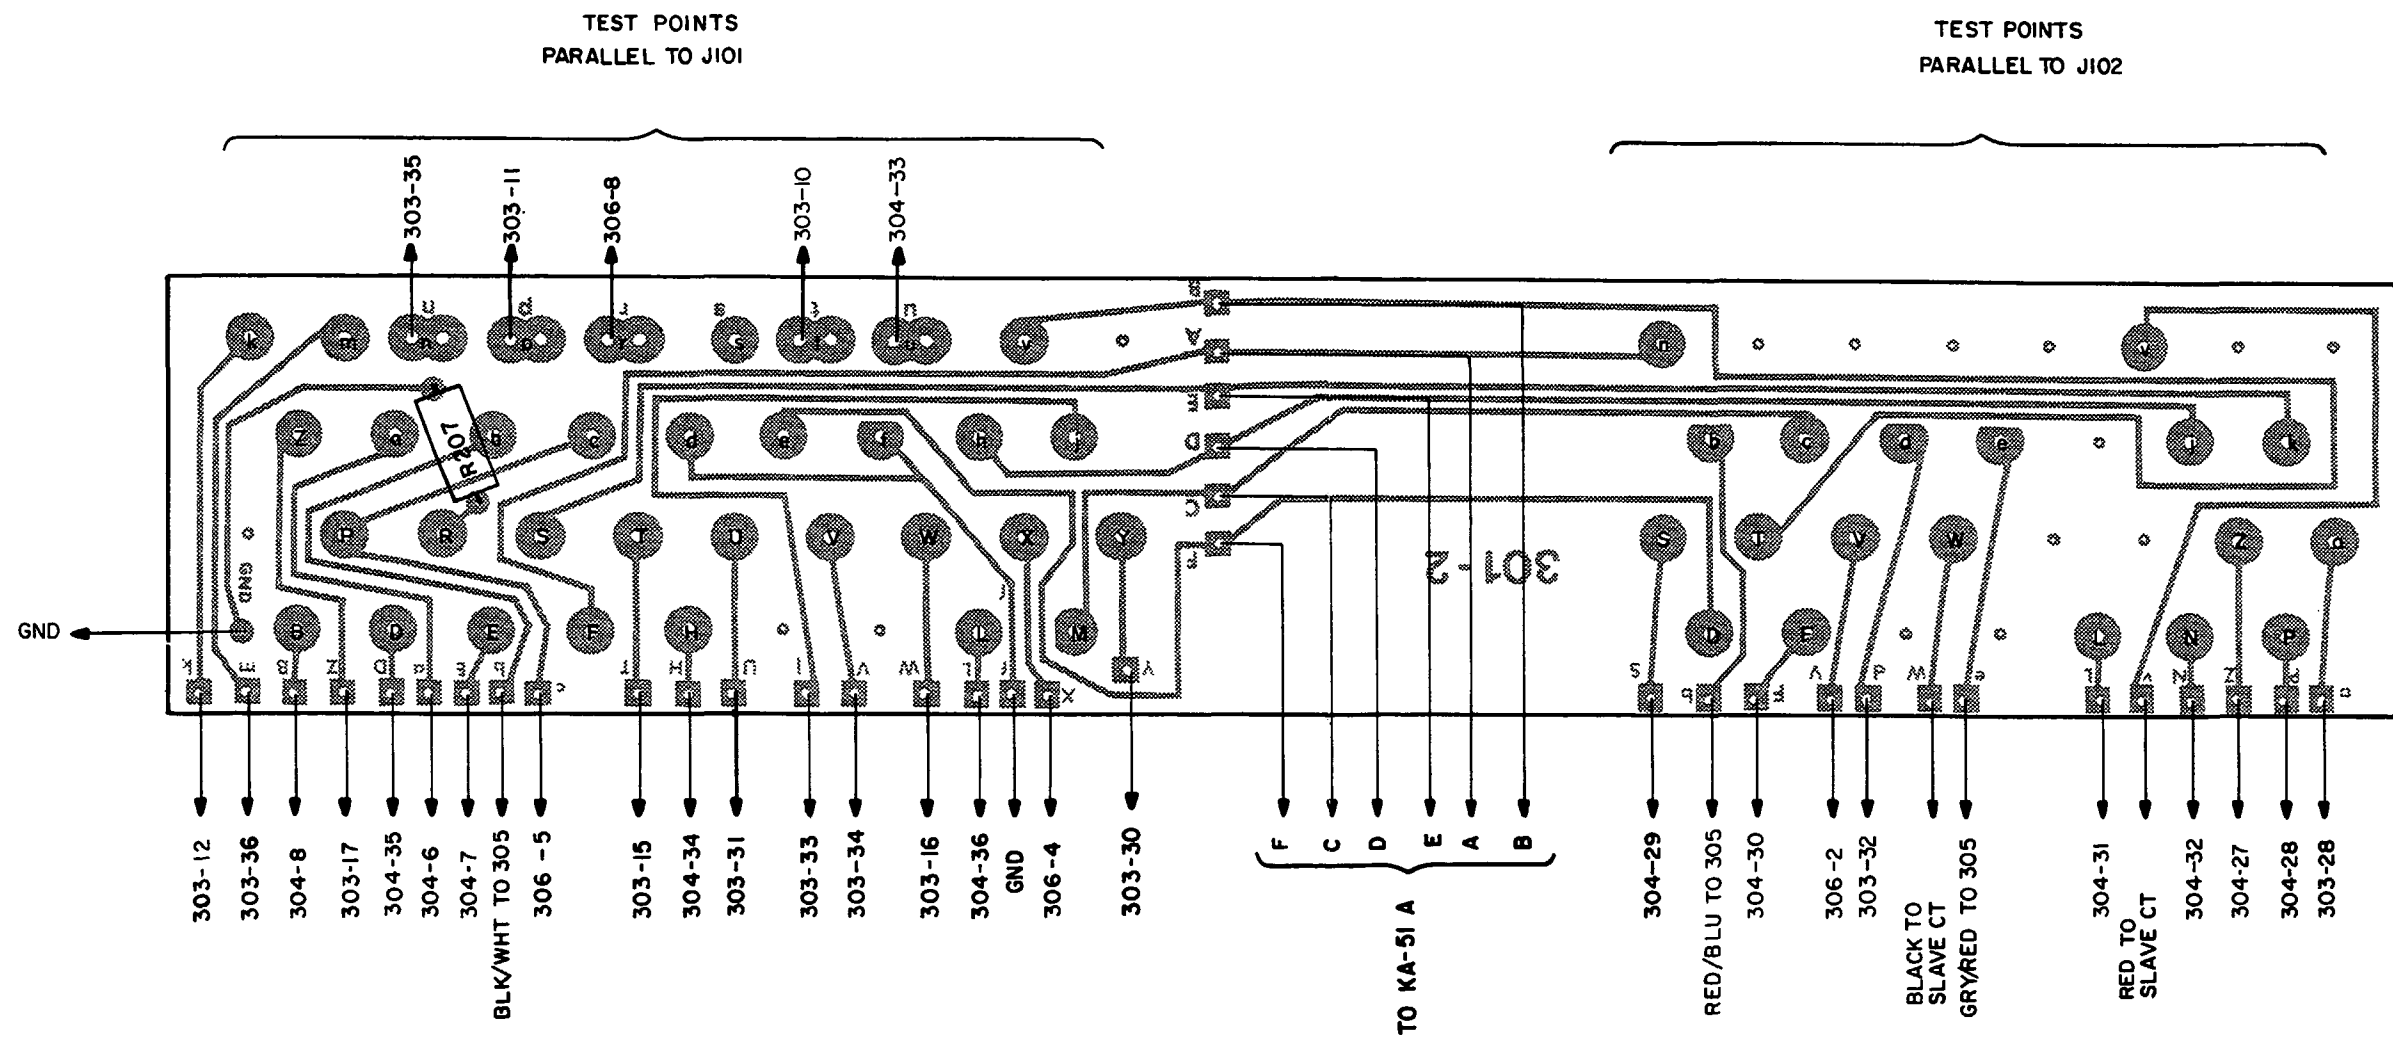 TEST POINTS
PARALLEL TO J101
TEST POINTS
PARALLEL TO J102
303-35
303-11
306-8
303-10
304-33
n
p
r
s
t
u
B
k
m
n
p
r
s
t
u
v
A
n
v
E
Z
a
b
c
d
e
f
h
j
D
b
c
d
e
j
k
R207
C
P
R
S
T
U
V
W
X
Y
F
S
T
V
W
Z
a
301-2
GND
f
GND
B
D
E
F
H
L
M
D
E
L
N
P
k
m
B
Z
D
a
E
b
c
T
H
U
j
V
W
L
f
X
Y
S
b
E
V
d
W
e
L
v
N
Z
P
a
303-12
303-36
304-8
303-17
304-35
304-6
304-7
BLK/WHT TO 305
306-5
303-15
304-34
303-31
303-33
303-34
303-16
304-36
GND
306-4
303-30
F
C
D
E
A
B
TO KA-51 A
304-29
RED/BLU TO 305
304-30
306-2
303-32
BLACK TO
SLAVE CT
GRY/RED TO 305
304-31
RED TO
SLAVE CT
304-32
304-27
304-28
303-28